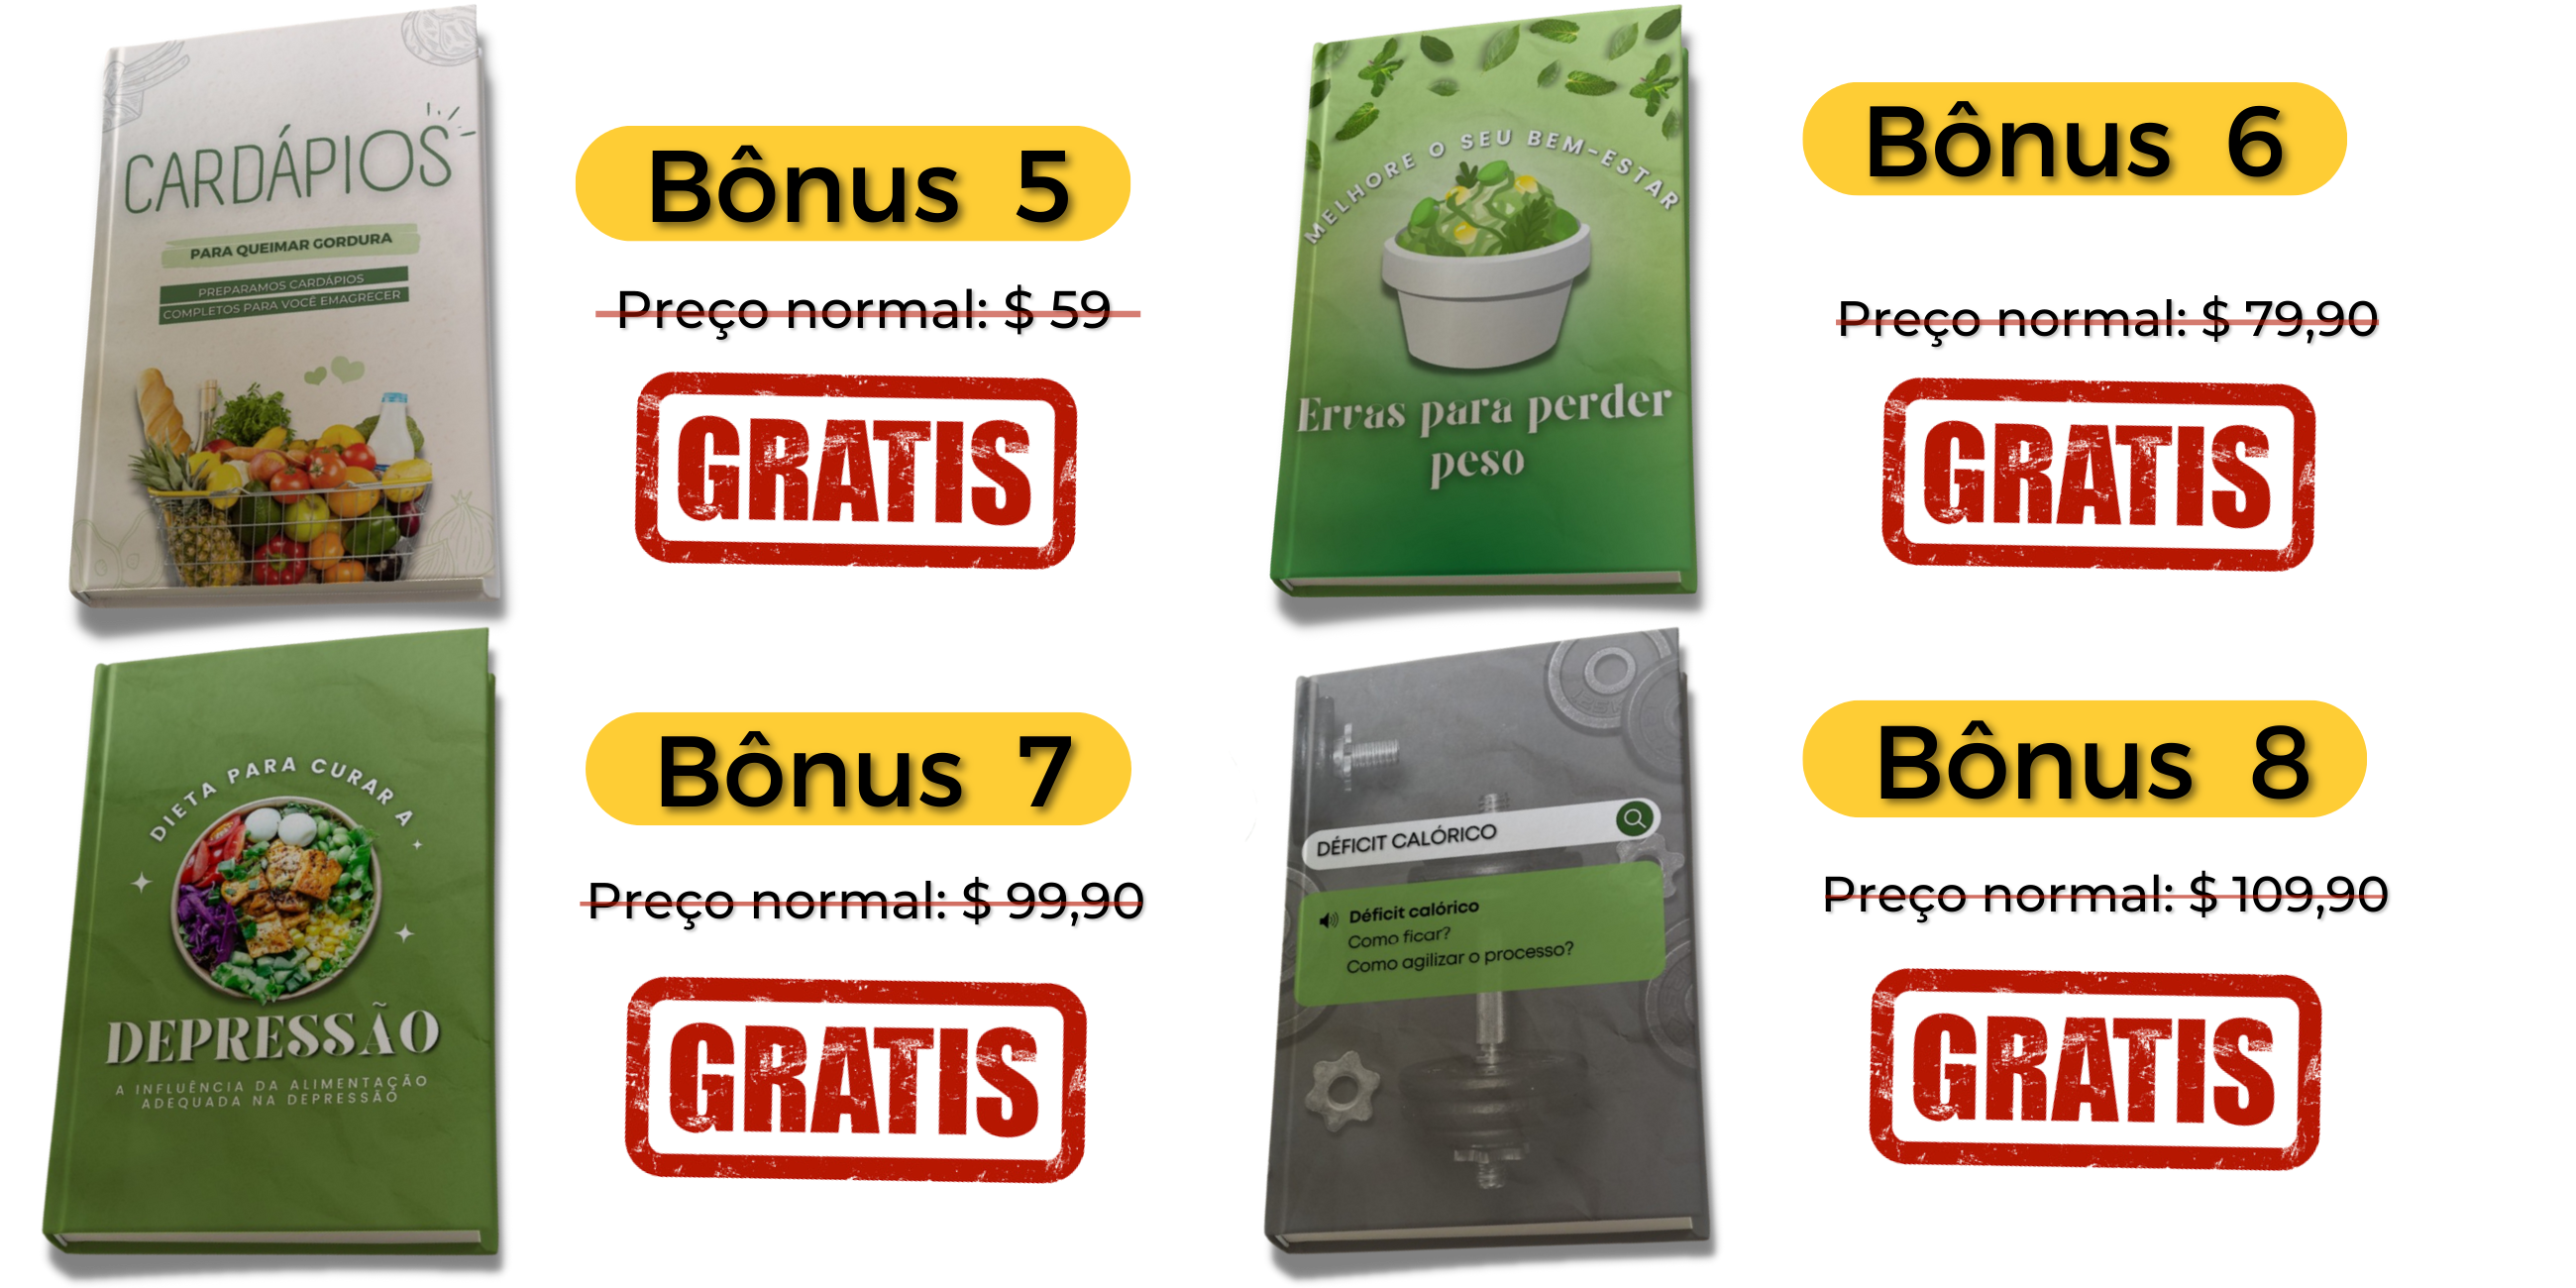 CARDÁPIOS
PARA QUEIMAR GORDURA
PREPARAMOS CARDÁPIOS
COMPLETOS PARA VOCÊ EMAGRECER
Bônus 5
Preço normal: $ 59
GRATIS
MELHORE O SEU BEM-ESTAR
Ervas para perder
peso
Bônus 6
Preço normal: $ 79,90
GRATIS
DIETA PARA CURAR A
DEPRESSÃO
A INFLUÊNCIA DA ALIMENTAÇÃO
ADEQUADA NA DEPRESSÃO
Bônus 7
Preço normal: $ 99,90
GRATIS
DÉFICIT CALÓRICO
Déficit calórico
Como ficar?
Como agilizar o processo?
Bônus 8
Preço normal: $ 109,90
GRATIS